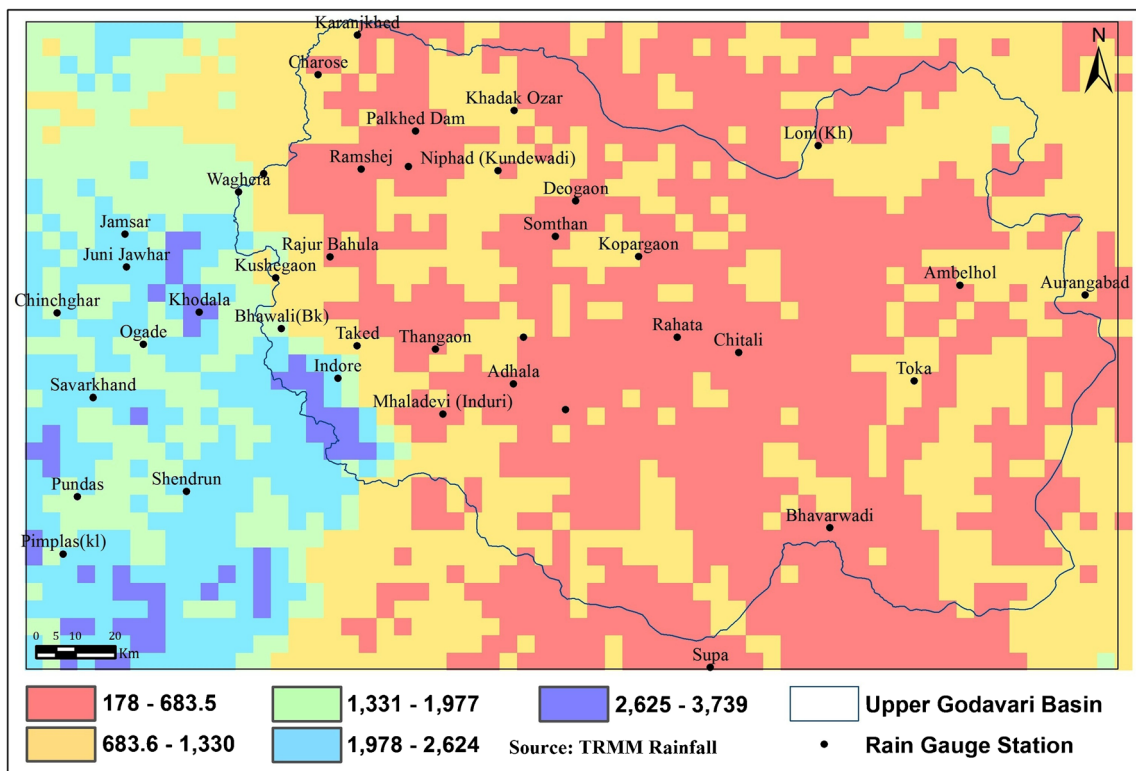 Karanjkhed
N
Charose
Khadak Ozar
Palkhed Dam
Loni(Kh)
Ramshej
Niphad (Kundewadi)
Waghera
Deogaon
Jamsar
Somthan
Rajur Bahula
Kopargaon
Juni Jawhar
Kushegaon
Ambelhol
Aurangabad
Chinchghar
Khodala
Bhawali(Bk)
Ogade
Taked
Thangaon
Rahata
Chitali
Indore
Toka
Savarkhand
Adhala
Mhaladevi (Induri)
Pundas
Shendrun
Bhavarwadi
Pimplas(kl)
0 5 10 20
Km
Supa
178 - 683.5
1,331 - 1,977
2,625 - 3,739
Upper Godavari Basin
683.6 - 1,330
1,978 - 2,624
Source: TRMM Rainfall
Rain Gauge Station